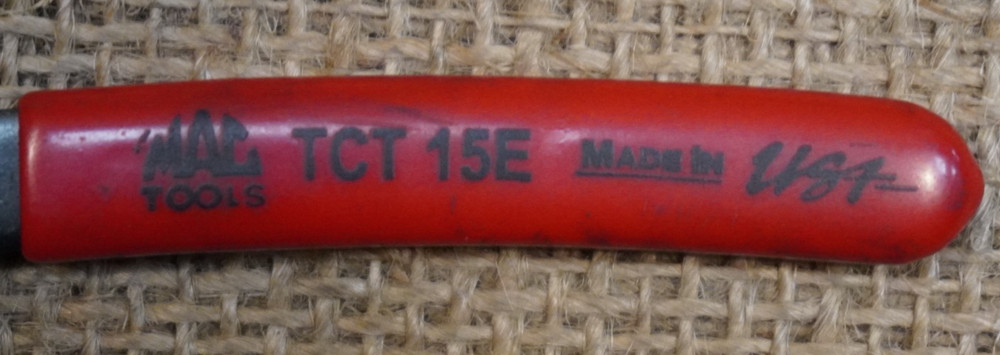 MAC
TOOLS
TCT 15E
MADE IN USA